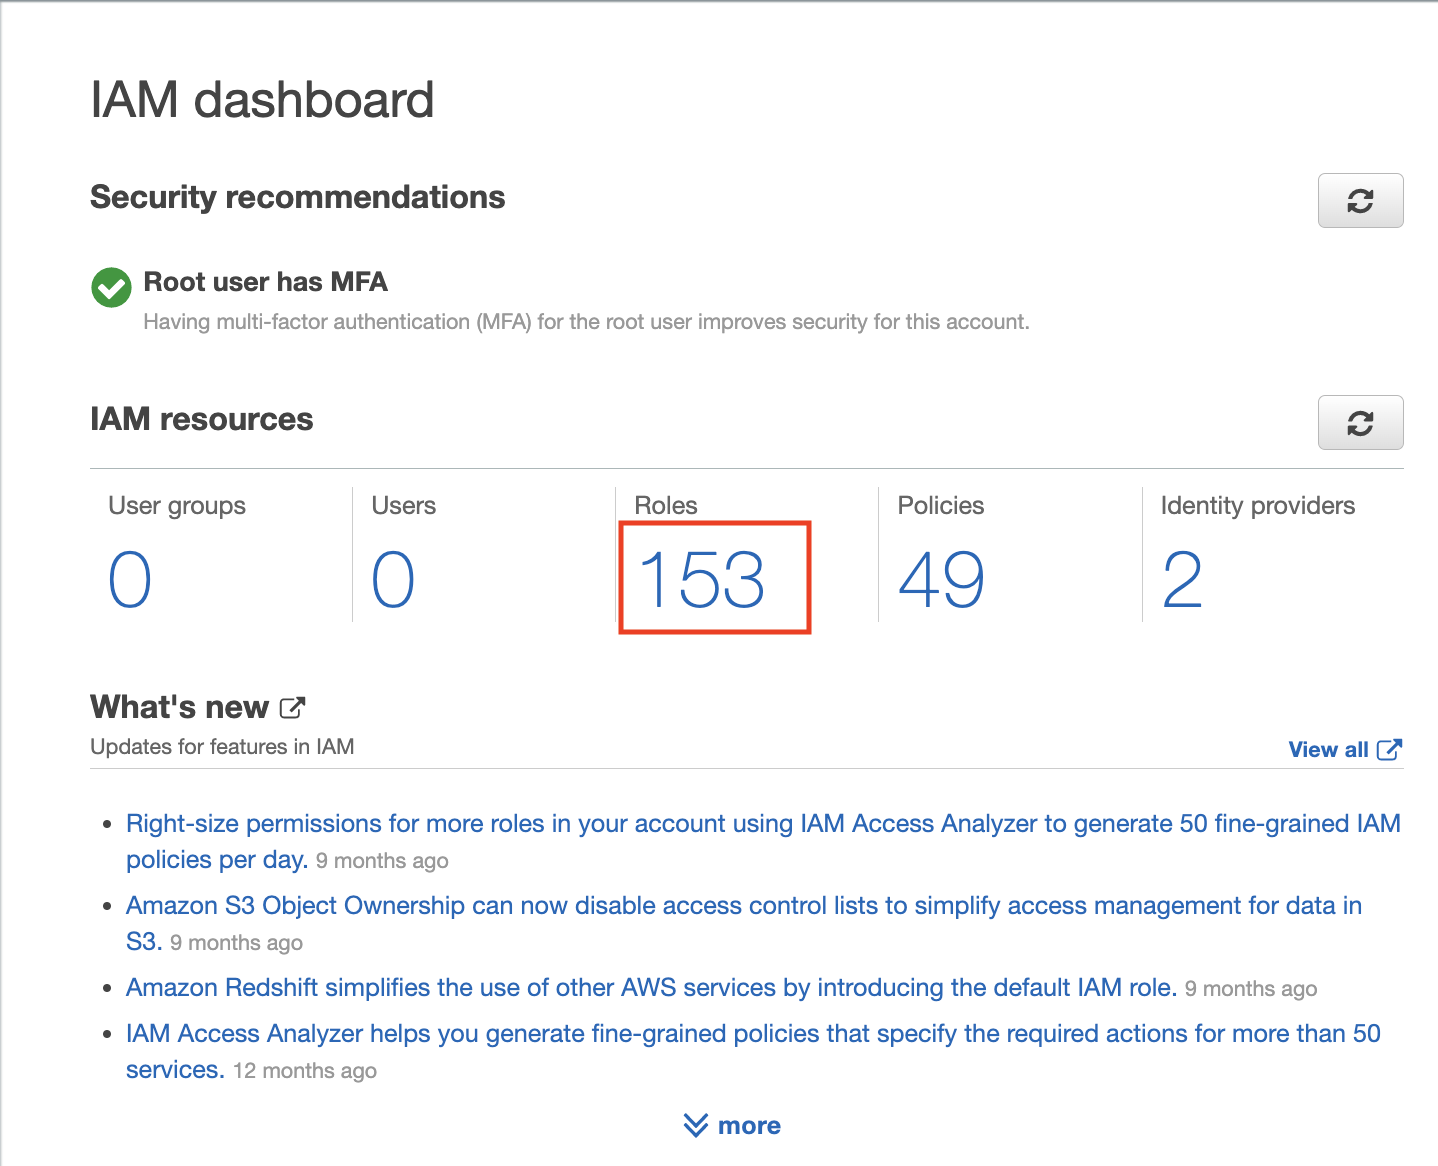 IAM dashboard
Security recommendations
Root user has MFA
Having multi-factor authentication (MFA) for the root user improves security for this account.
IAM resources
User groups
0
Users
0
Roles
153
Policies
49
Identity providers
2
What's new
Updates for features in IAM
View all
Right-size permissions for more roles in your account using IAM Access Analyzer to generate 50 fine-grained IAM
policies per day. 9 months ago
Amazon S3 Object Ownership can now disable access control lists to simplify access management for data in
S3. 9 months ago
Amazon Redshift simplifies the use of other AWS services by introducing the default IAM role. 9 months ago
IAM Access Analyzer helps you generate fine-grained policies that specify the required actions for more than 50
services. 12 months ago
more